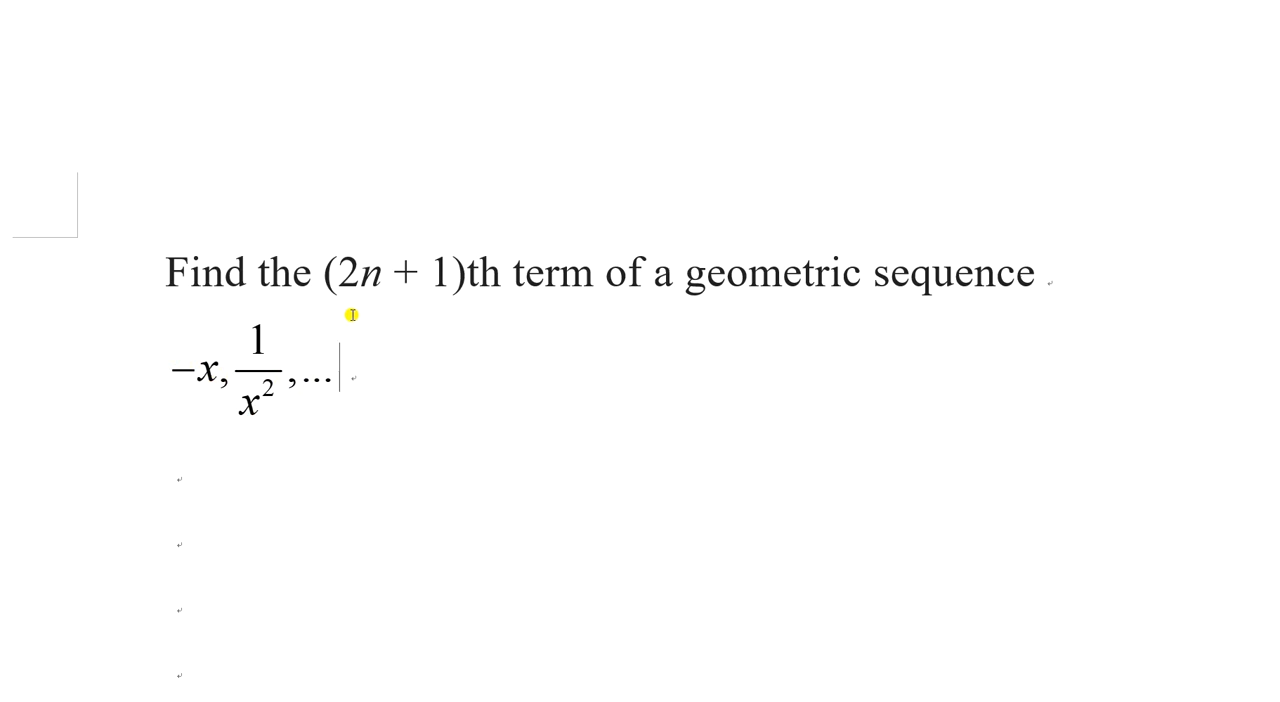 Find the (2n + 1)th term of a geometric sequence
−x, 1/x², ...